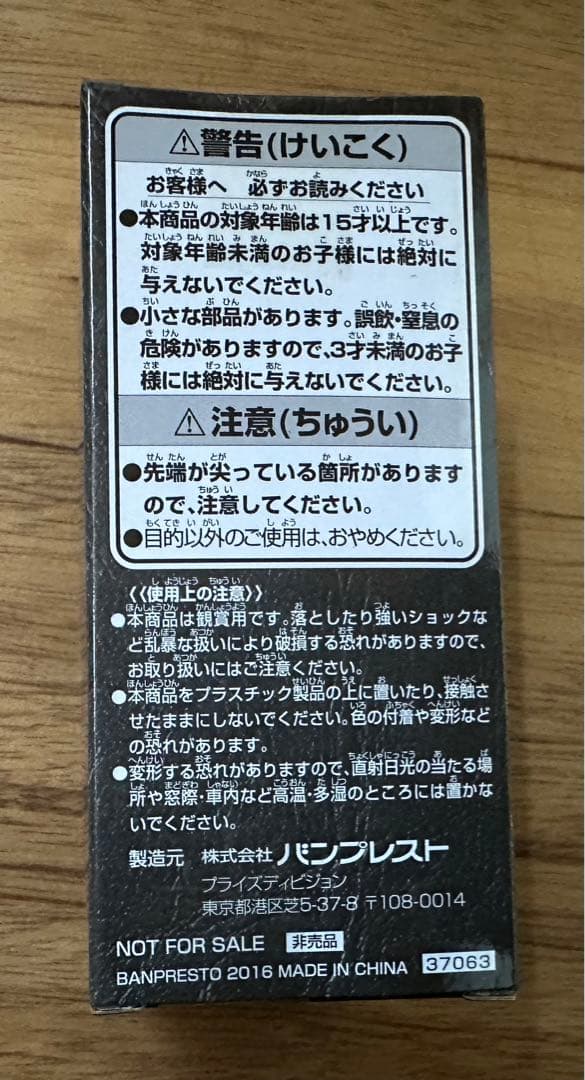 ⚠警告(けいこく)
お客様へ 必ずお読みください
●本商品の対象年齢は15才以上です。
対象年齢未満のお子様には絶対に
与えないでください。
●小さな部品があります。誤飲・窒息の
危険がありますので、3才未満のお子
様には絶対に与えないでください。
⚠注意(ちゅうい)
●先端が尖っている箇所があります
ので、注意してください。
●目的以外のご使用は、おやめください。
《使用上の注意》
●本商品は観賞用です。落としたり強いショックな
ど乱暴な扱いにより破損する恐れがありますので、
お取り扱いにはご注意ください。
●本商品をプラスチック製品の上に置いたり、接触さ
せたままにしないでください。色の付着や変形など
の恐れがあります。
●変形する恐れがありますので、直射日光の当たる場
所や窓際・車内など高温・多湿のところには置かな
いでください。
製造元 株式会社 バンプレスト
プライズディビジョン
東京都港区芝5-37-8 〒108-0014
NOT FOR SALE 非売品
BANPRESTO 2016 MADE IN CHINA 37063